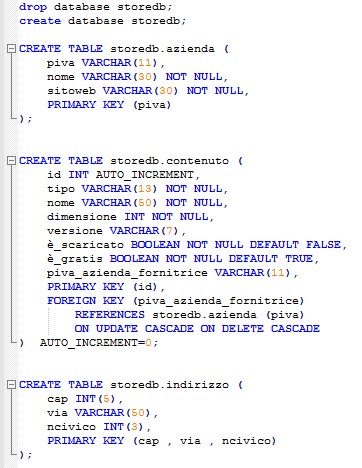 drop database storedb;
create database storedb;
CREATE TABLE storedb.azienda (
piva VARCHAR(11),
nome VARCHAR(30) NOT NULL,
sitoweb VARCHAR(30) NOT NULL,
PRIMARY KEY (piva)
);
CREATE TABLE storedb.contenuto (
id INT AUTO_INCREMENT,
tipo VARCHAR(13) NOT NULL,
nome VARCHAR(50) NOT NULL,
dimensione INT NOT NULL,
versione VARCHAR(7),
è_scaricato BOOLEAN NOT NULL DEFAULT FALSE,
è_gratis BOOLEAN NOT NULL DEFAULT TRUE,
piva_azienda_fornitrice VARCHAR(11),
PRIMARY KEY (id),
FOREIGN KEY (piva_azienda_fornitrice)
REFERENCES storedb.azienda (piva)
ON UPDATE CASCADE ON DELETE CASCADE
) AUTO_INCREMENT=0;
CREATE TABLE storedb.indirizzo (
cap INT(5),
via VARCHAR(50),
ncivico INT(3),
PRIMARY KEY (cap , via , ncivico)
);